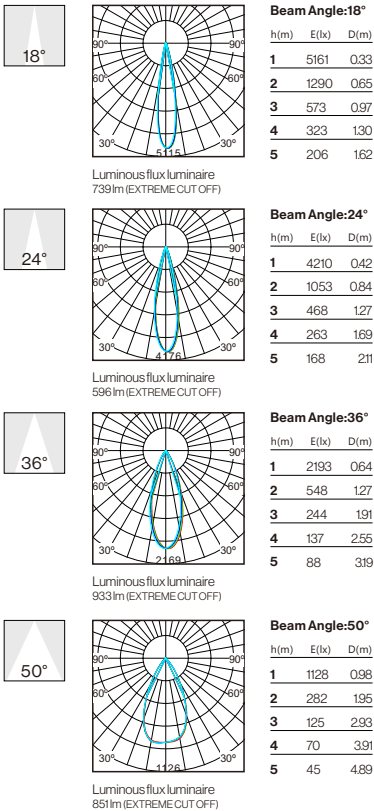 18°
90° 90°
60° 60°
30° 30°
5115
Luminous flux luminaire
739lm (EXTREME CUT OFF)
Beam Angle:18°
h(m) E(lx) D(m)
1 5161 0.33
2 1290 0.65
3 573 0.97
4 323 1.30
5 206 1.62
24°
90° 90°
60° 60°
30° 30°
4176
Luminous flux luminaire
596lm (EXTREME CUT OFF)
Beam Angle:24°
h(m) E(lx) D(m)
1 4210 0.42
2 1053 0.84
3 468 1.27
4 263 1.69
5 168 2.11
36°
90° 90°
60° 60°
30° 30°
2169
Luminous flux luminaire
933lm (EXTREME CUT OFF)
Beam Angle:36°
h(m) E(lx) D(m)
1 2193 0.64
2 548 1.27
3 244 1.91
4 137 2.55
5 88 3.19
50°
90° 90°
60° 60°
30° 30°
1126
Luminous flux luminaire
851lm (EXTREME CUT OFF)
Beam Angle:50°
h(m) E(lx) D(m)
1 1128 0.98
2 282 1.95
3 125 2.93
4 70 3.91
5 45 4.89